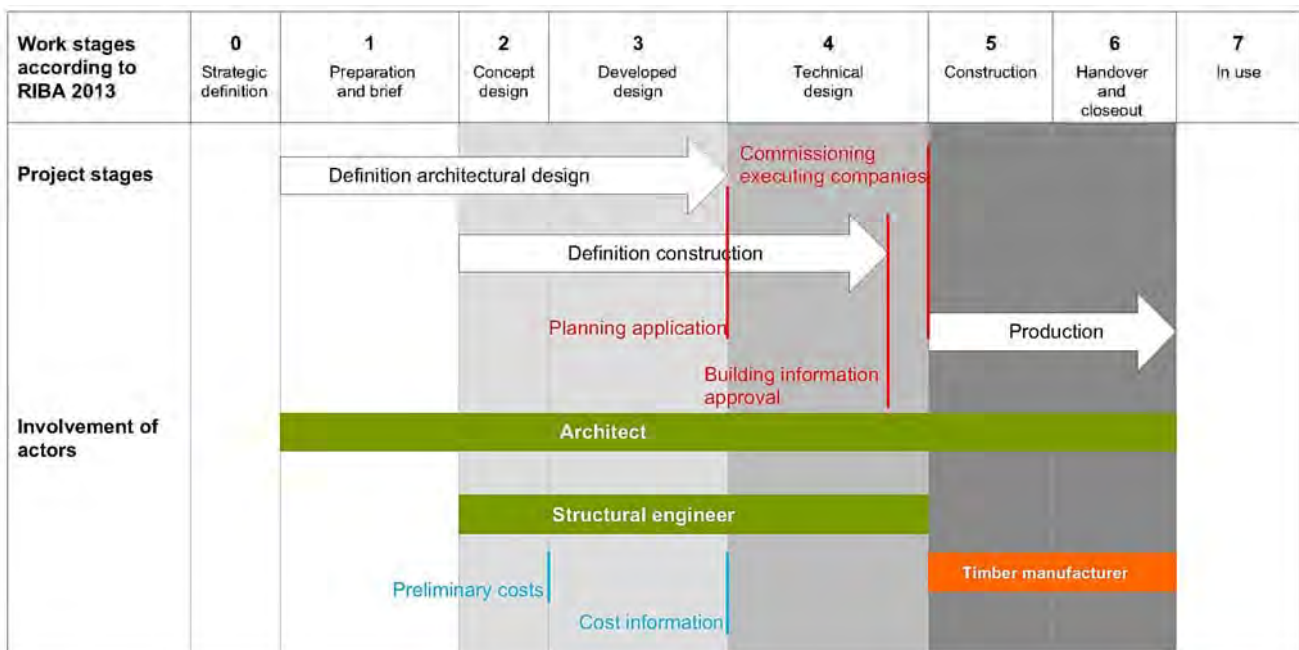 Work stages
according to
RIBA 2013
0
Strategic
definition
1
Preparation
and brief
2
Concept
design
3
Developed
design
4
Technical
design
5
Construction
6
Handover
and
closeout
7
In use
Project stages
Definition architectural design
Commissioning
executing companies
Definition construction
Planning application
Production
Building information
approval
Involvement of
actors
Architect
Structural engineer
Timber manufacturer
Preliminary costs
Cost information